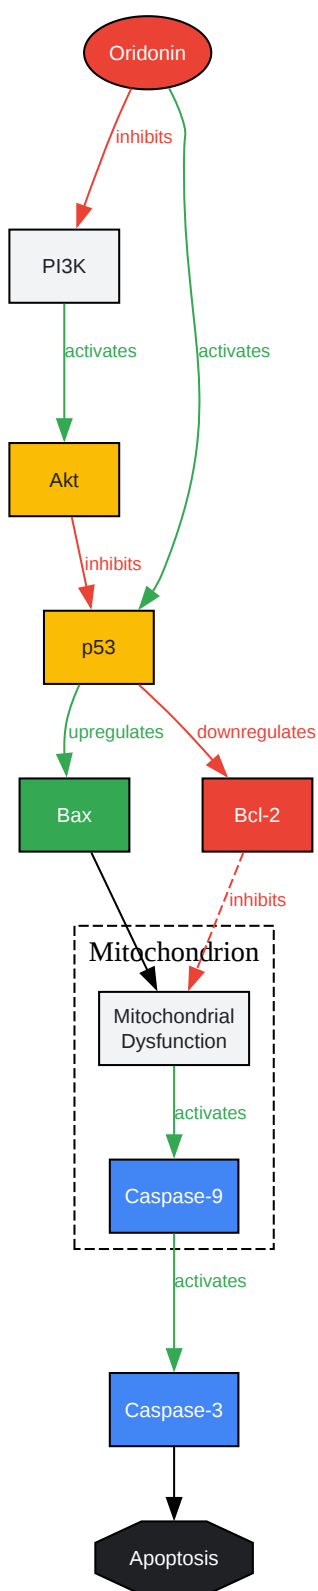 Oridonin
inhibits
PI3K
activates
activates
Akt
inhibits
p53
upregulates
downregulates
Bax
Bcl-2
inhibits
Mitochondrion
Mitochondrial
Dysfunction
activates
Caspase-9
activates
Caspase-3
Apoptosis